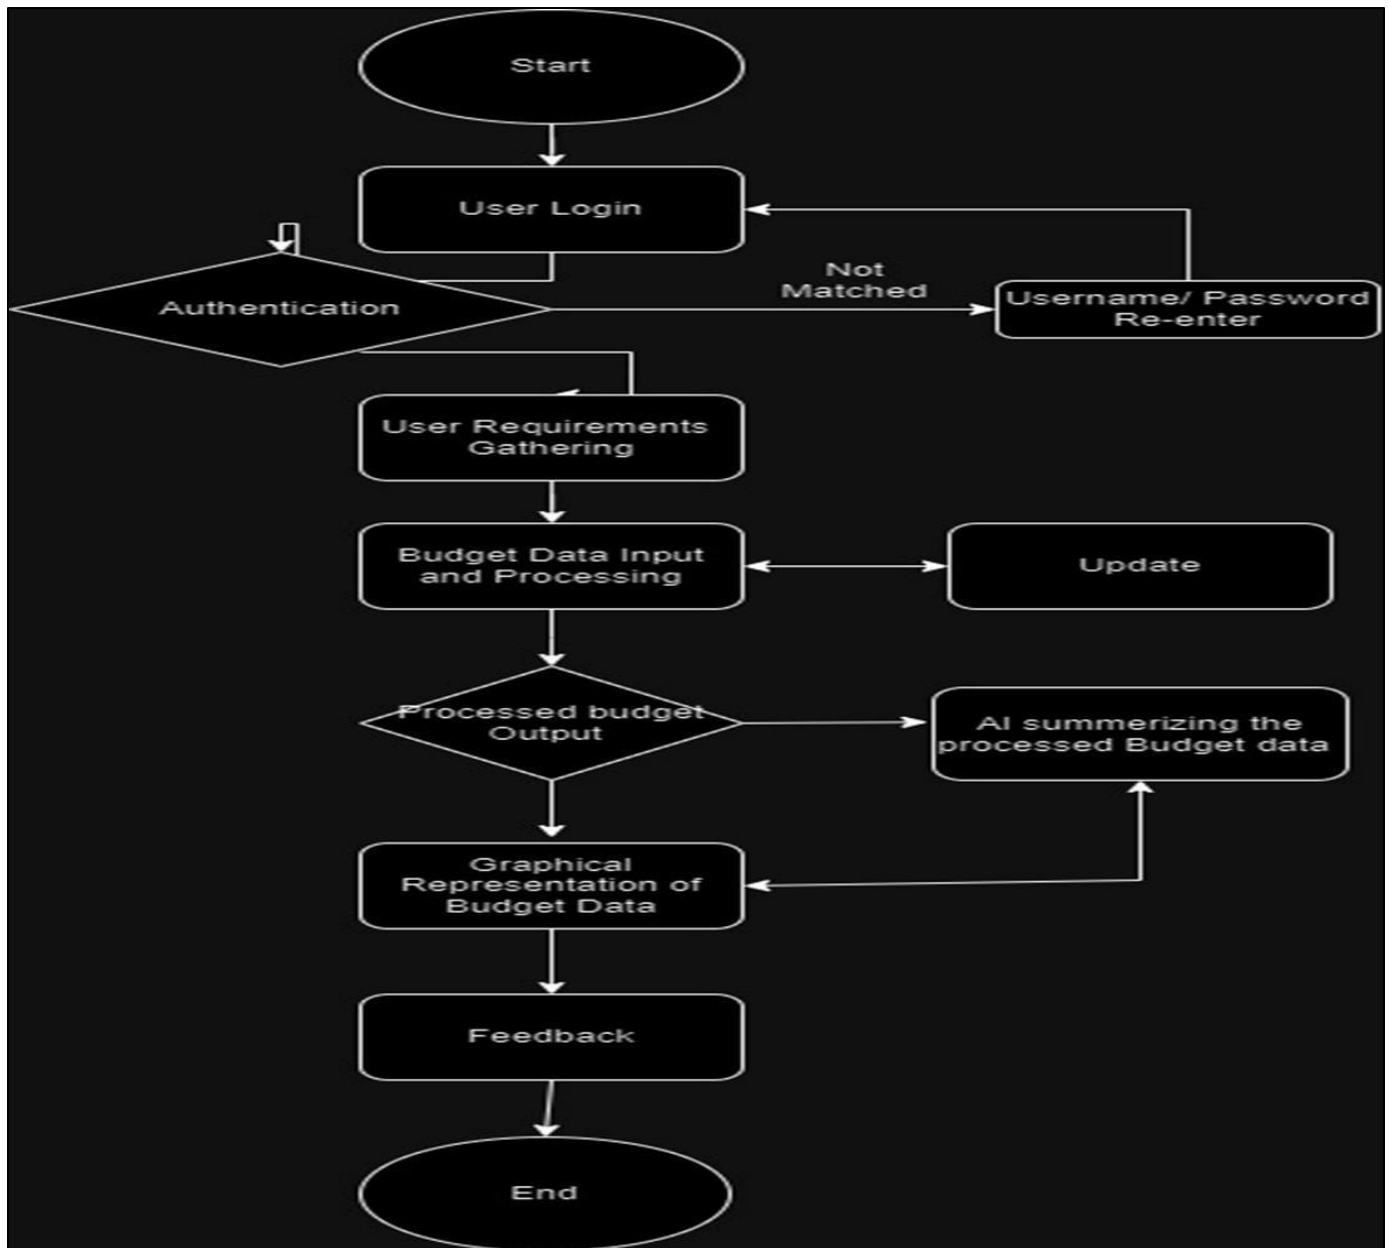 Start
User Login
Not
Matched
Authentication
Username/ Password
Re-enter
User Requirements
Gathering
Budget Data Input
and Processing
Update
Processed budget
Output
AI summerizing the
processed Budget data
Graphical
Representation of
Budget Data
Feedback
End